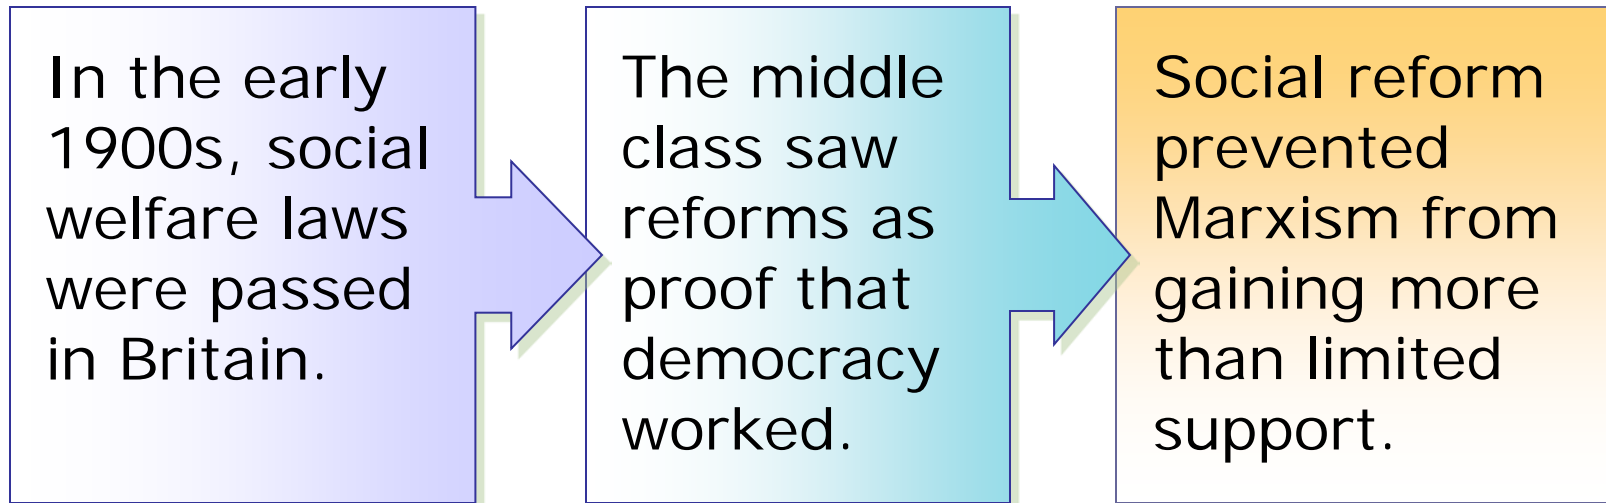 In the early
1900s, social
welfare laws
were passed
in Britain.
The middle
class saw
reforms as
proof that
democracy
worked.
Social reform
prevented
Marxism from
gaining more
than limited
support.